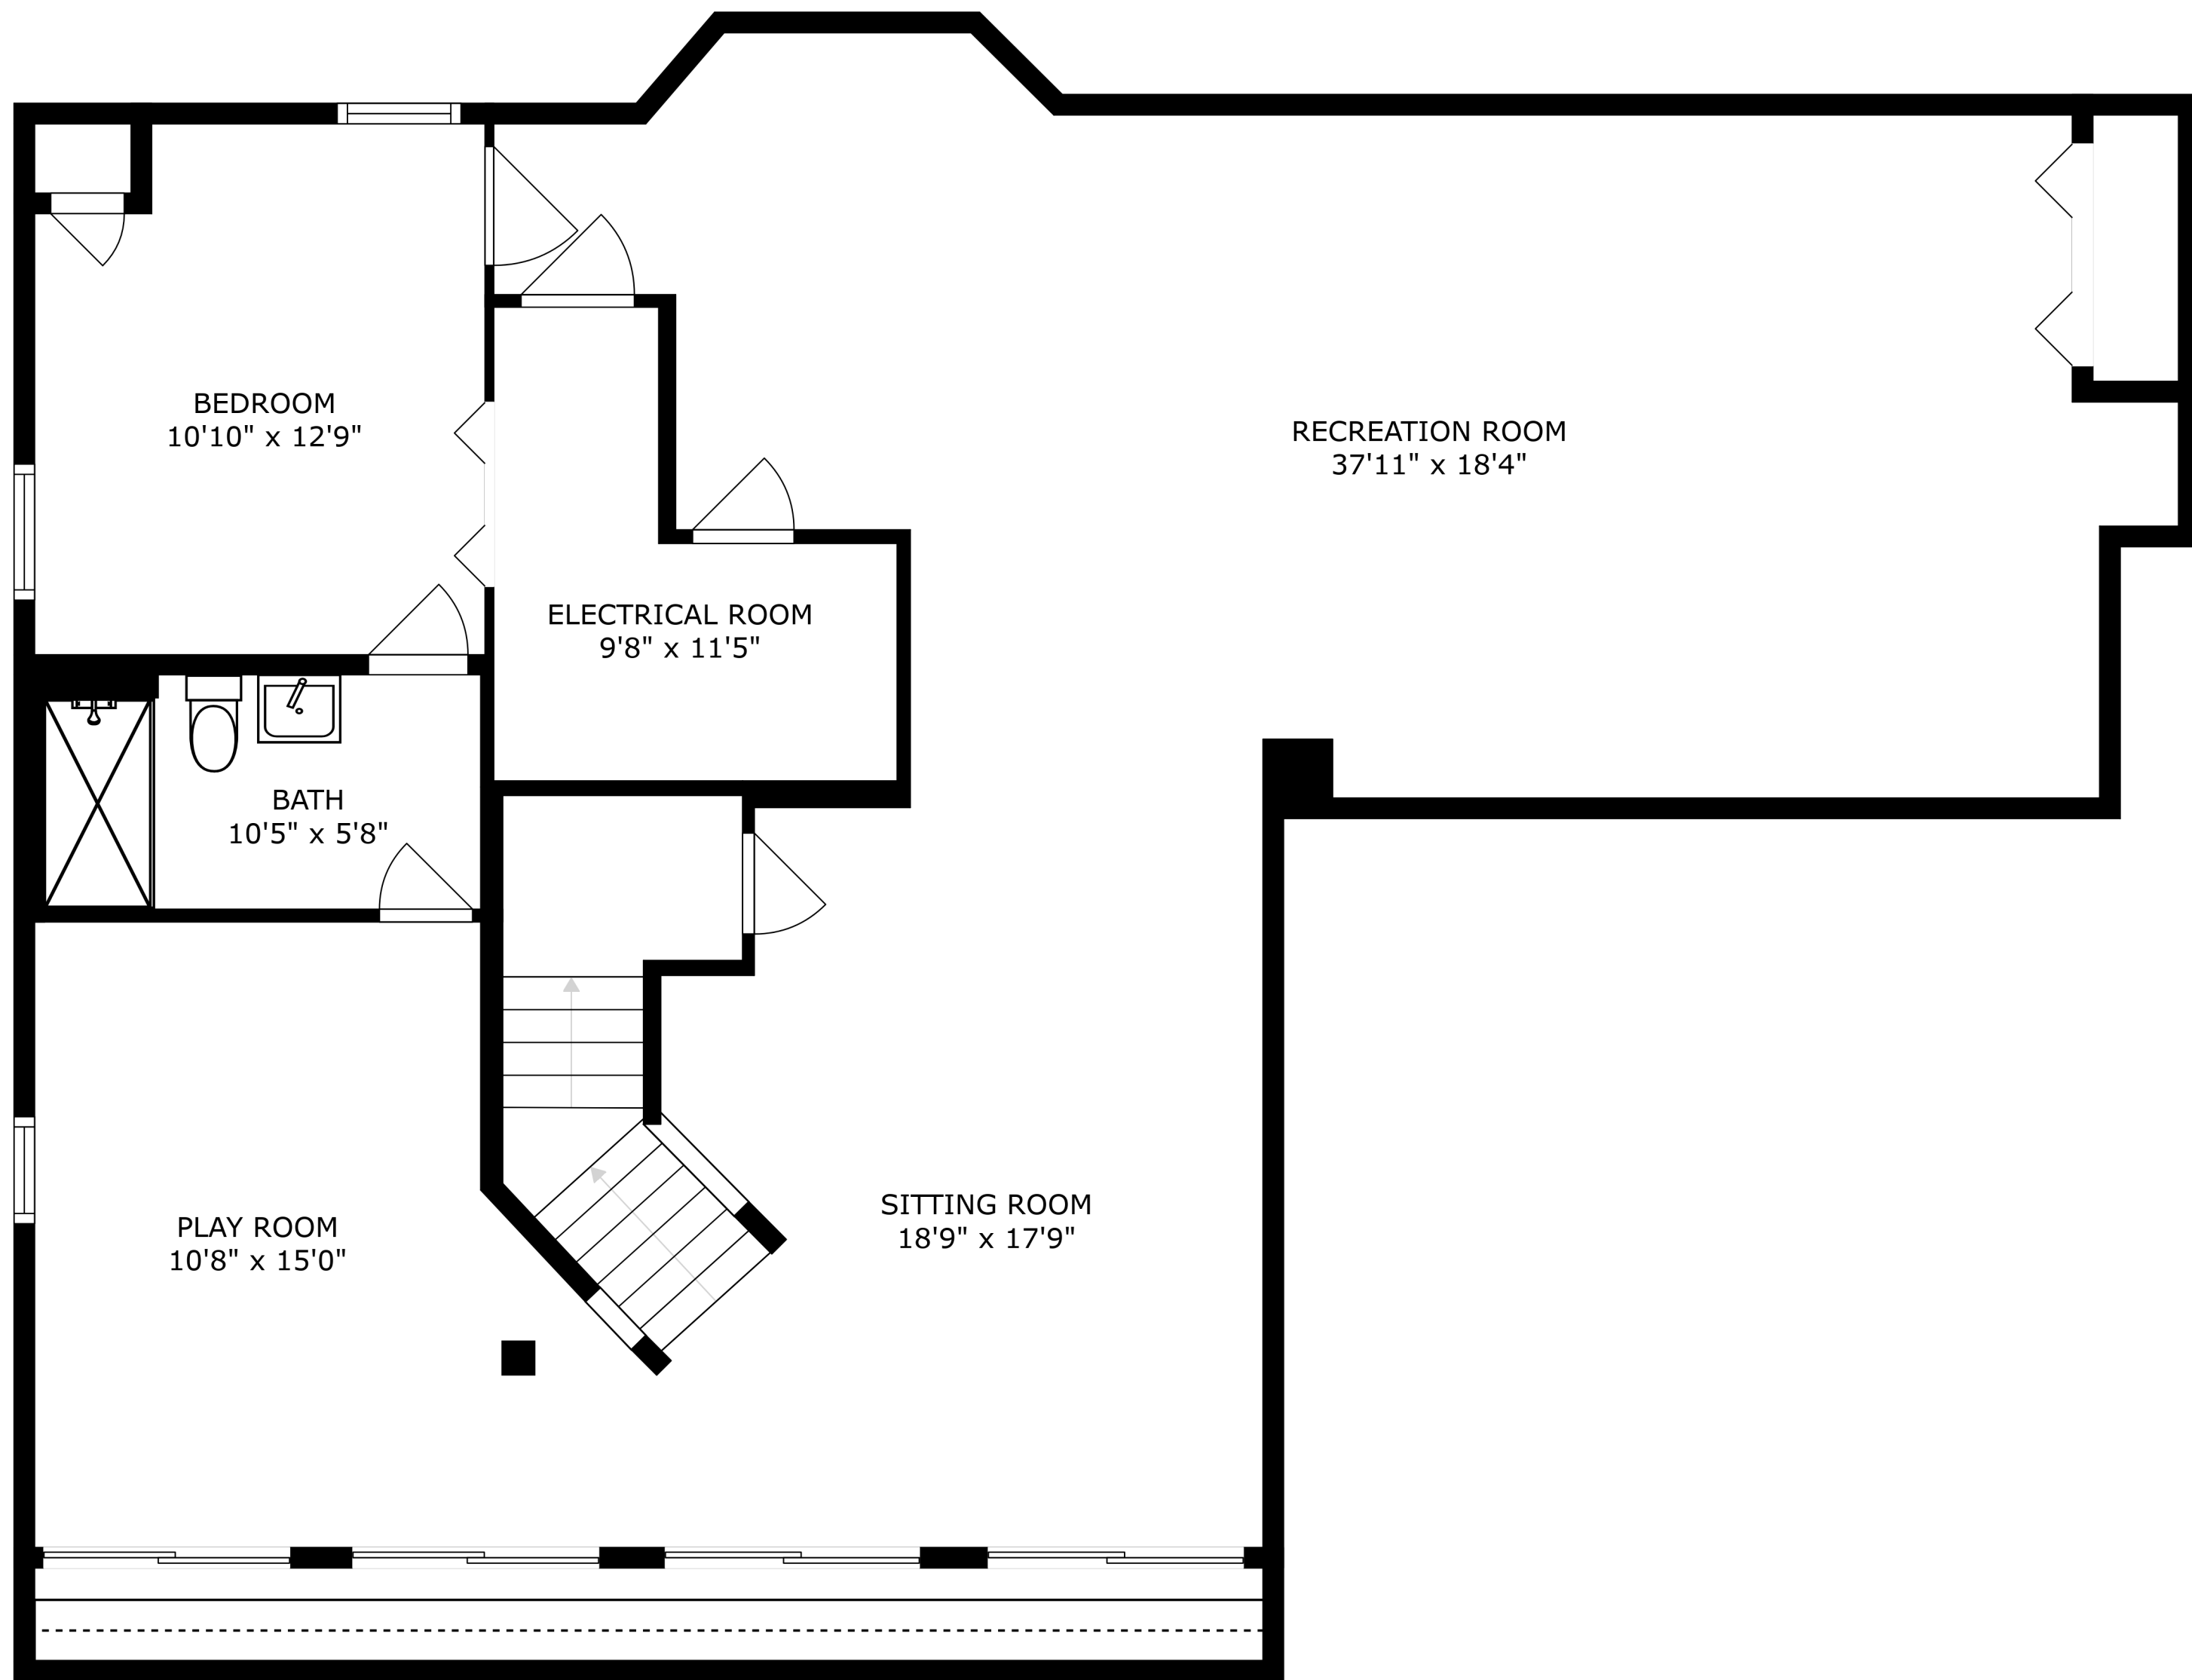 BEDROOM
10'10" x 12'9"
RECREATION ROOM
37'11" x 18'4"
ELECTRICAL ROOM
9'8" x 11'5"
BATH
10'5" x 5'8"
SITTING ROOM
18'9" x 17'9"
PLAY ROOM
10'8" x 15'0"